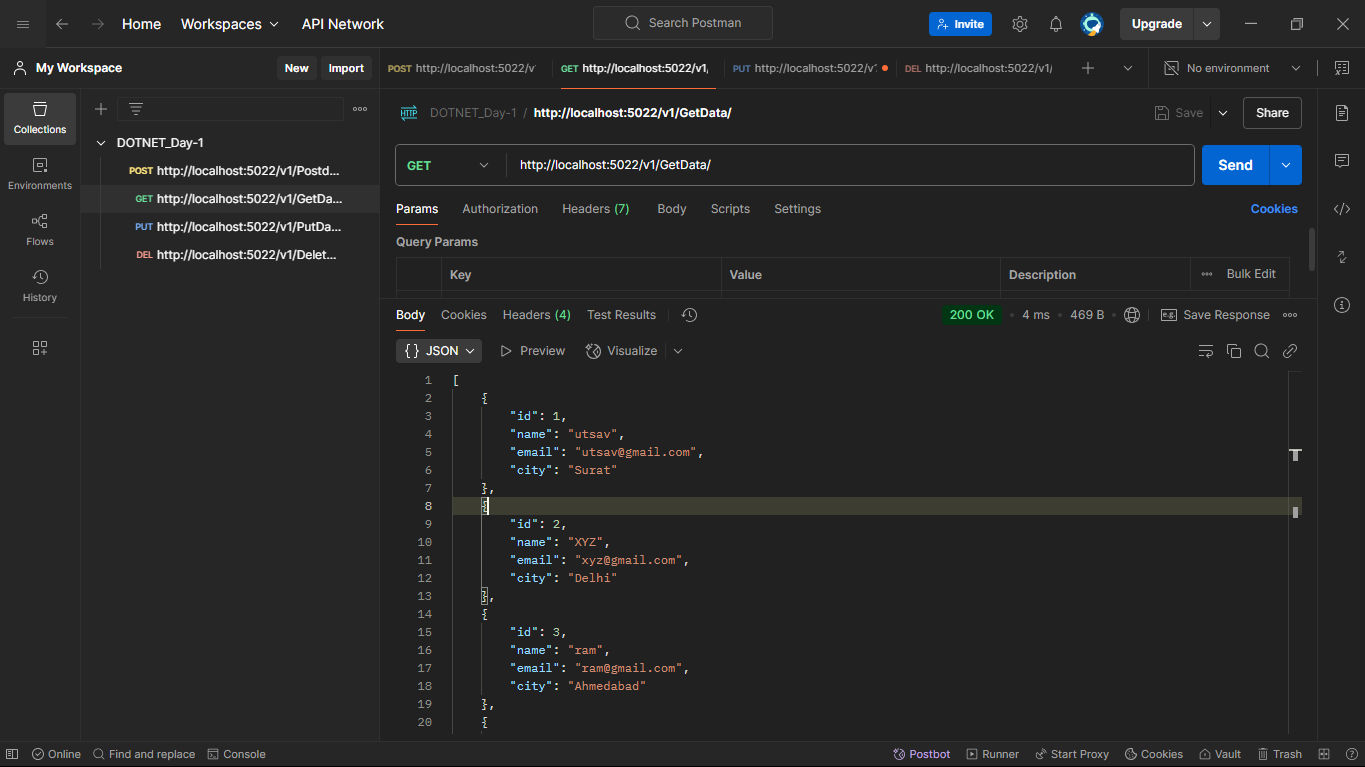 Home Workspaces API Network Search Postman Invite Upgrade
My Workspace New Import POST http://localhost:5022/v GET http://localhost:5022/v1, PUT http://localhost:5022/v DEL http://localhost:5022/v1/ No environment
Collections
Environments
Flows
History
DOTNET_Day-1
POST http://localhost:5022/v1/Postd...
GET http://localhost:5022/v1/GetDa...
PUT http://localhost:5022/v1/PutDa...
DEL http://localhost:5022/v1/Delet...
HTTP DOTNET_Day-1 / http://localhost:5022/v1/GetData/ Save Share
GET http://localhost:5022/v1/GetData/ Send
Params Authorization Headers (7) Body Scripts Settings Cookies
Query Params
Key Value Description Bulk Edit
Body Cookies Headers (4) Test Results 200 OK • 4 ms • 469 B • e.g. Save Response
{} JSON Preview Visualize
1 [
2 {
3 "id": 1,
4 "name": "utsav",
5 "email": "utsav@gmail.com",
6 "city": "Surat"
7 },
8 {
9 "id": 2,
10 "name": "XYZ",
11 "email": "xyz@gmail.com",
12 "city": "Delhi"
13 },
14 {
15 "id": 3,
16 "name": "ram",
17 "email": "ram@gmail.com",
18 "city": "Ahmedabad"
19 },
20 {
Online Find and replace Console Postbot Runner Start Proxy Cookies Vault Trash